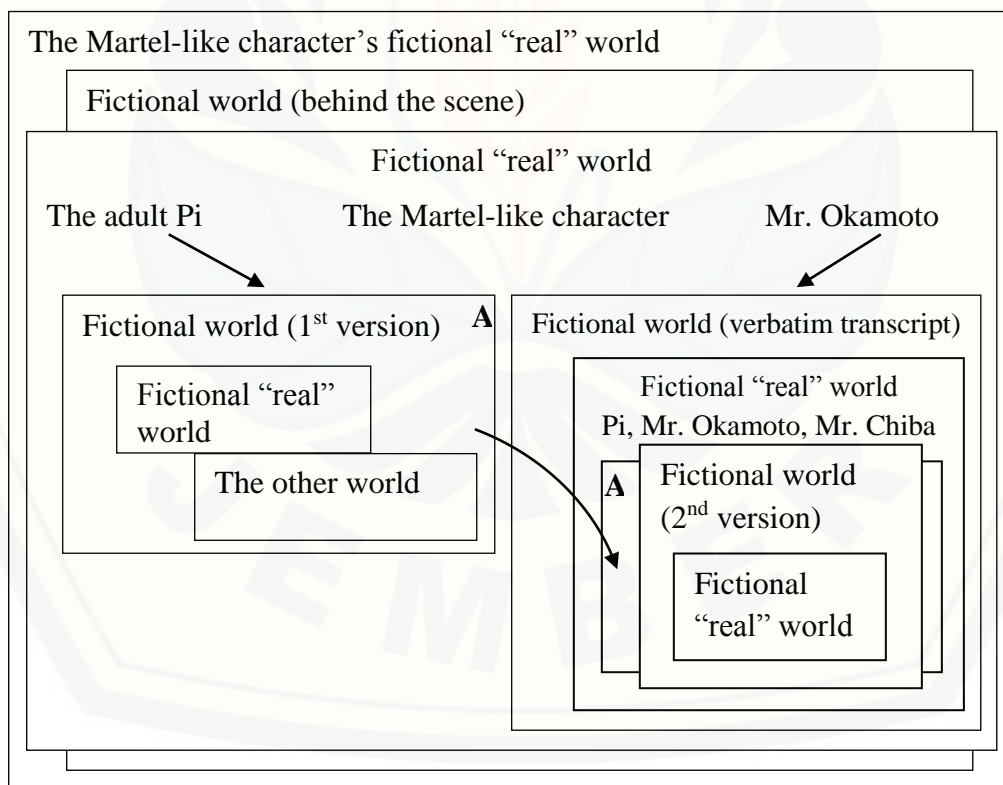 The Martel-like character’s fictional “real” world
Fictional world (behind the scene)
Fictional “real” world
The adult Pi
The Martel-like character
Mr. Okamoto
Fictional world (1st version)
A
Fictional “real”
world
The other world
Fictional world (verbatim transcript)
Fictional “real” world
Pi, Mr. Okamoto, Mr. Chiba
A
Fictional world
(2nd version)
Fictional
“real” world
JEMBER